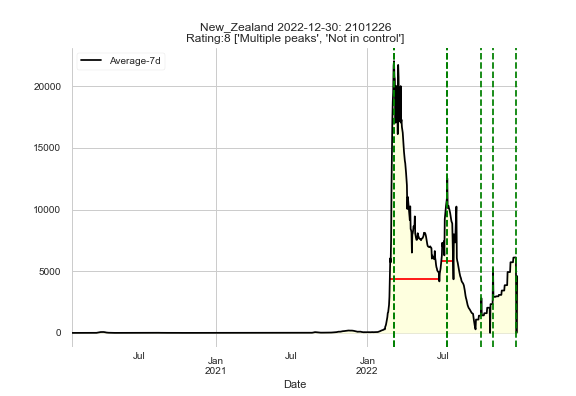 New_Zealand 2022-12-30: 2101226
Rating:8 ['Multiple peaks', 'Not in control']
Average-7d
20000
15000
10000
5000
0
Jul
Jan
2021
Jul
Jan
2022
Jul
Date